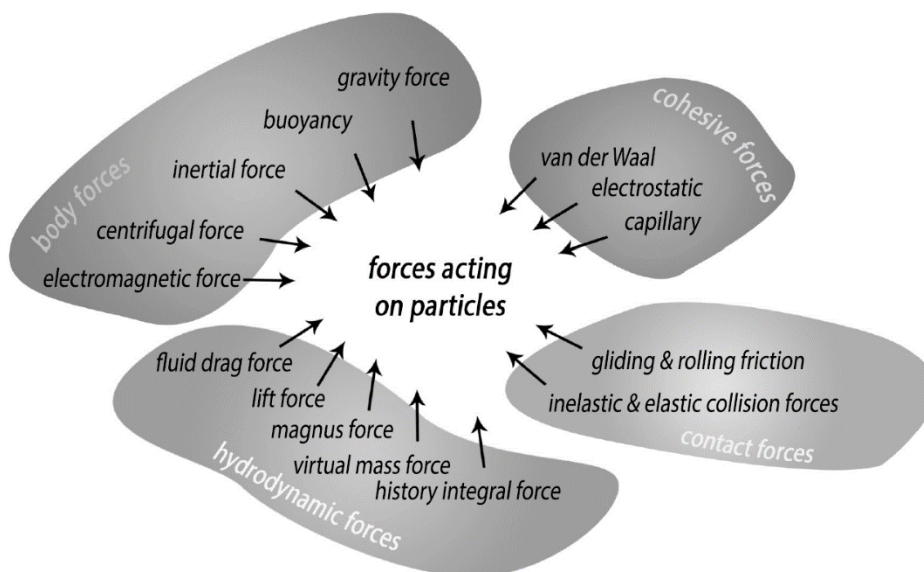 gravity force
buoyancy
inertial force
centrifugal force
electromagnetic force
body forces
cohesive forces
van der Waal
electrostatic
capillary
forces acting
on particles
fluid drag force
lift force
magnus force
virtual mass force
history integral force
hydrodynamic forces
gliding & rolling friction
inelastic & elastic collision forces
contact forces